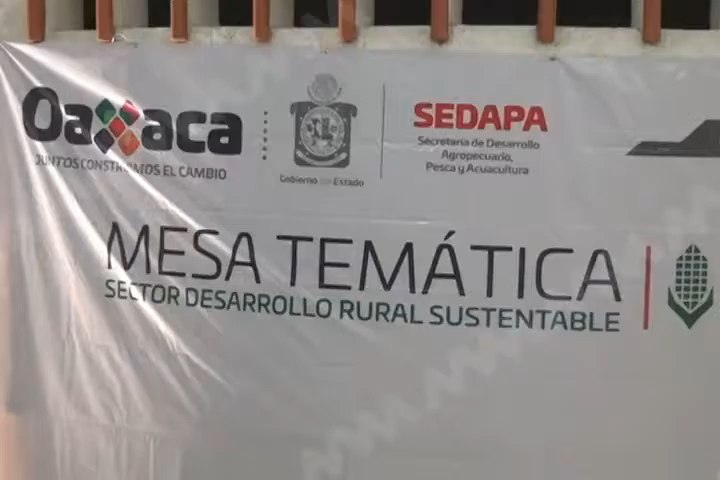 Oaxaca
JUNTOS CONSTRUIMOS EL CAMBIO
Gobierno del Estado
SEDAPA
Secretaría de Desarrollo
Agropecuario,
Pesca y Acuacultura
MESA TEMÁTICA
SECTOR DESARROLLO RURAL SUSTENTABLE